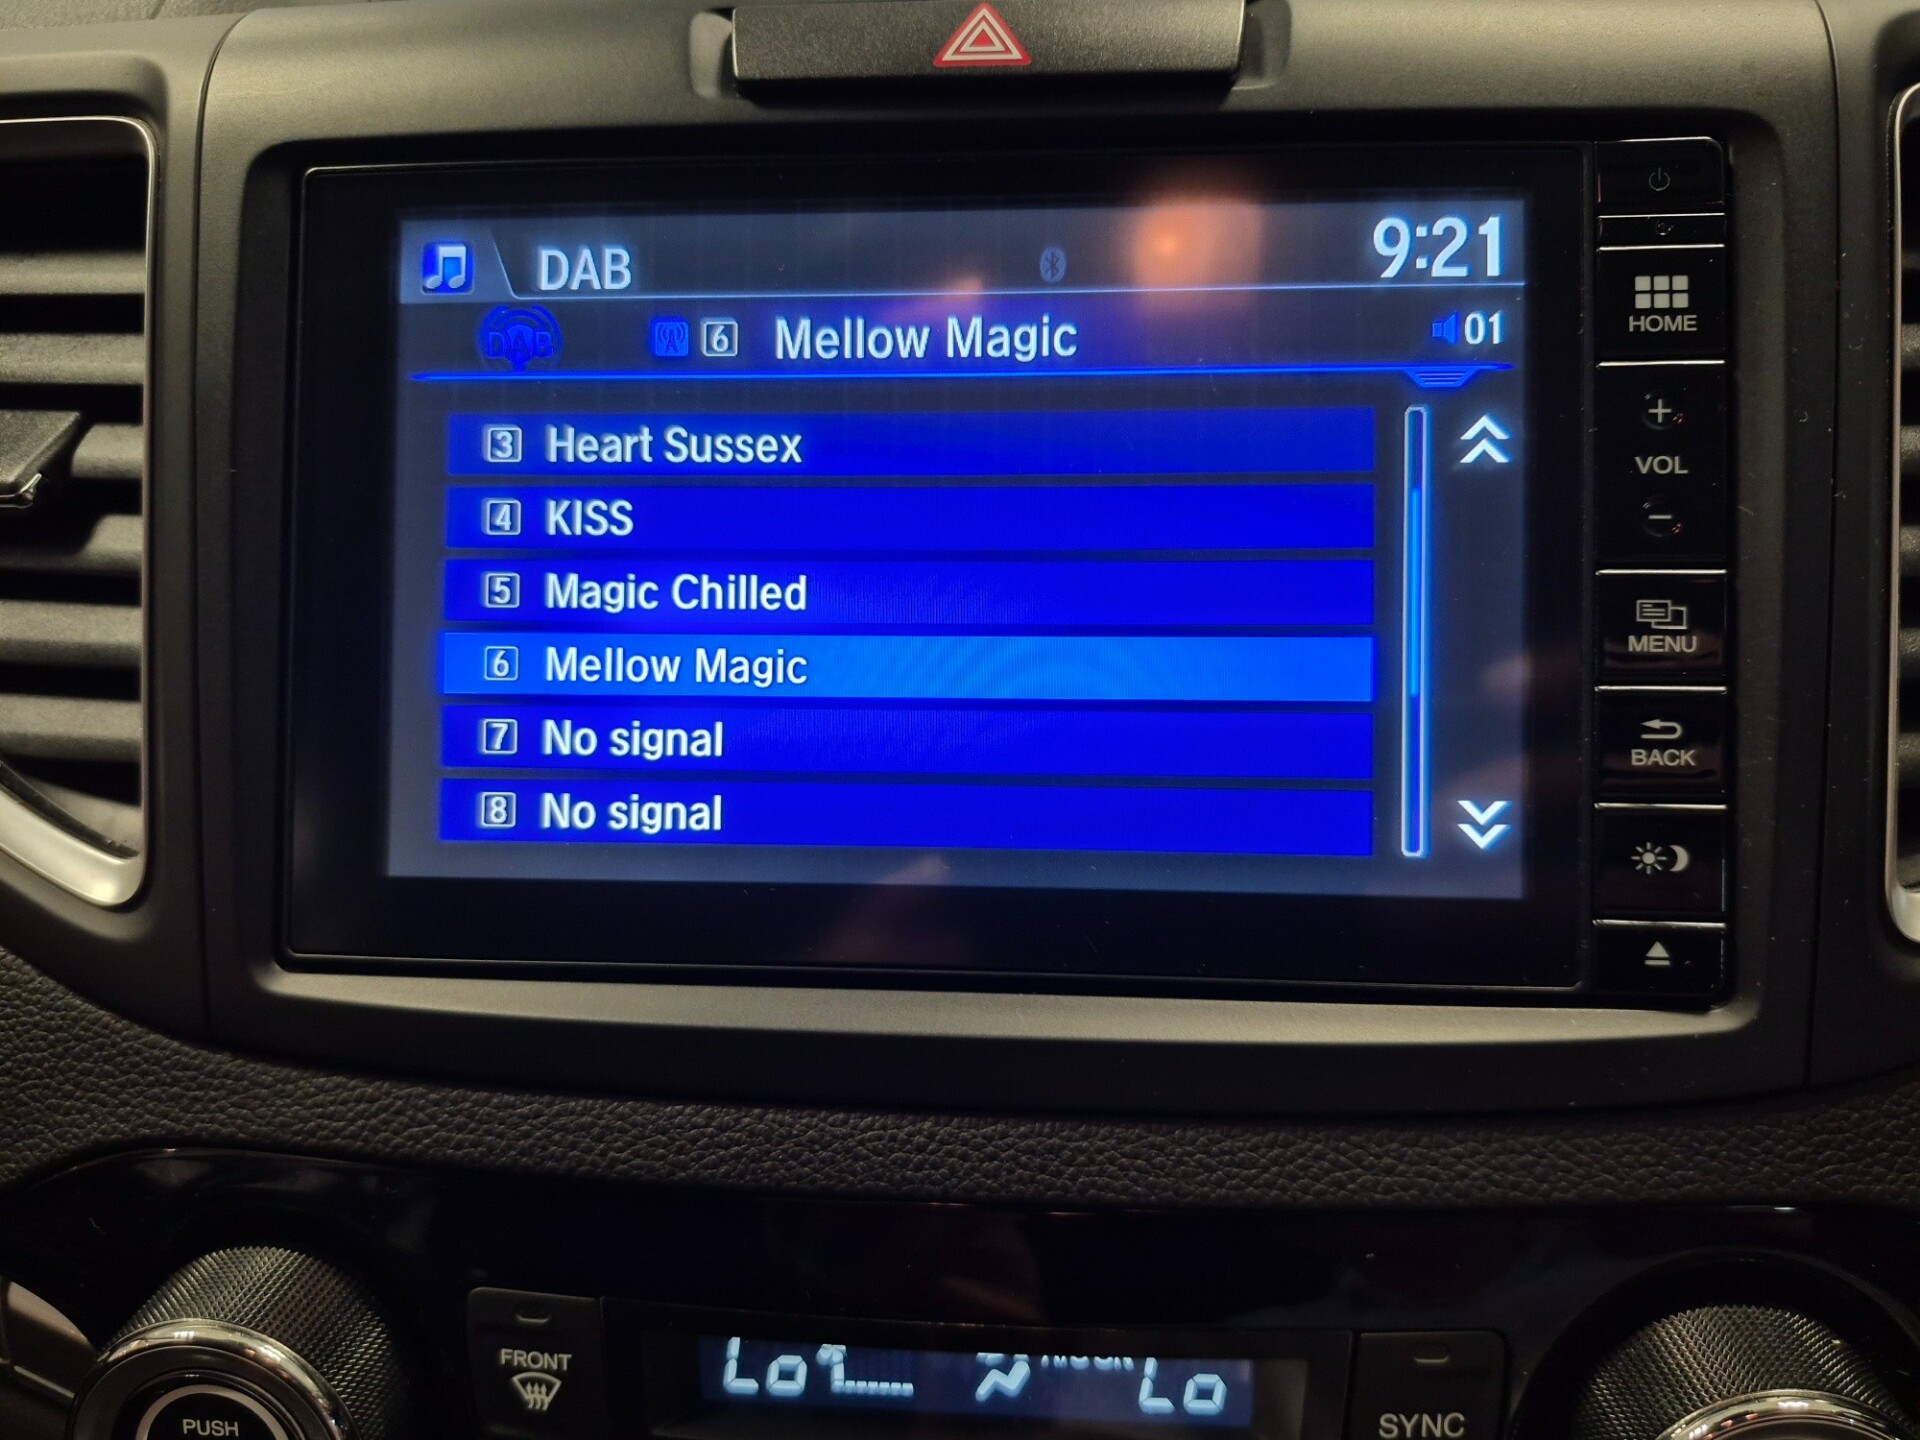 DAB
9:21
DAB
6 Mellow Magic
01
3 Heart Sussex
4 KISS
5 Magic Chilled
6 Mellow Magic
7 No signal
8 No signal
HOME
+
VOL
-
MENU
BACK
FRONT
Lo
Lo
PUSH
SYNC